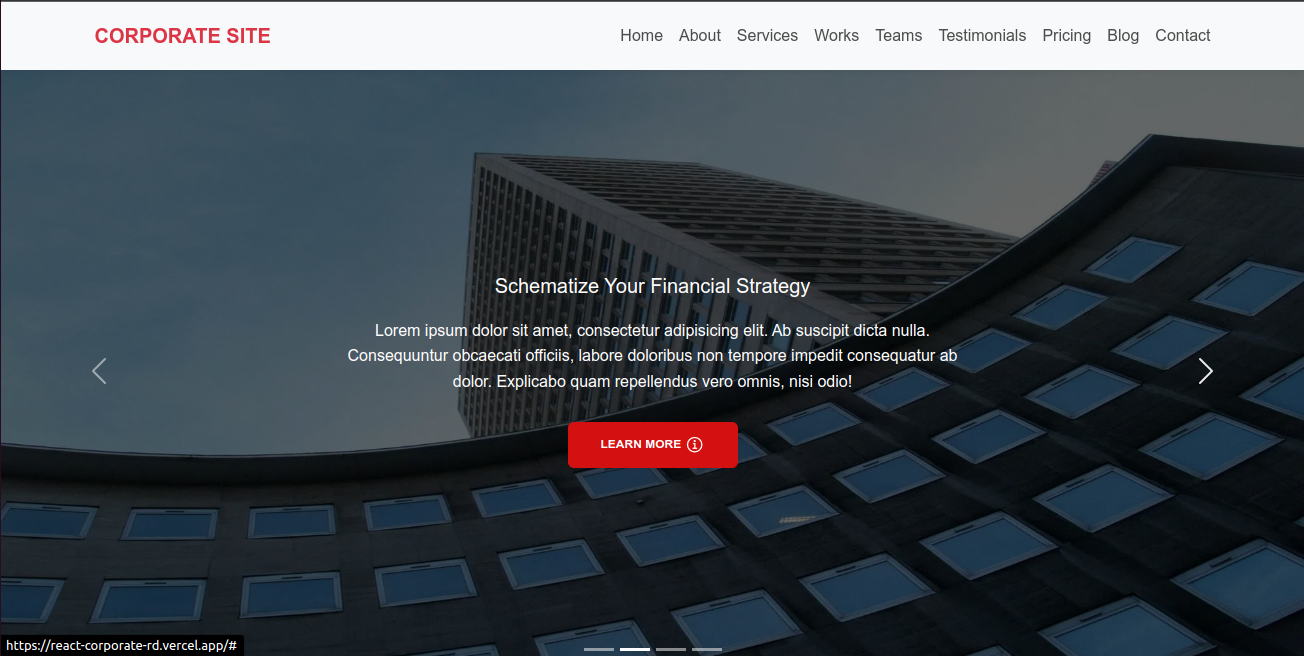 CORPORATE SITE
Home About Services Works Teams Testimonials Pricing Blog Contact
Schematize Your Financial Strategy
Lorem ipsum dolor sit amet, consectetur adipisicing elit. Ab suscipit dicta nulla.
Consequuntur obcaecati officiis, labore doloribus non tempore impedit consequatur ab
dolor. Explicabo quam repellendus vero omnis, nisi odio!
LEARN MORE
https://react-corporate-rd.vercel.app/#